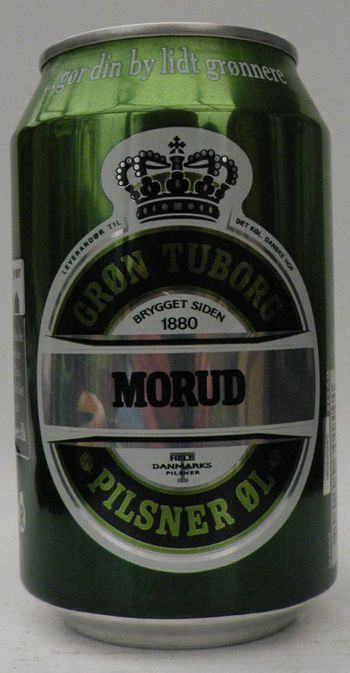 ...gør din by lidt grønnere
LEVERANDØR TIL
DET KGL. DANSKE HOF
GRØN TUBORG
BRYGGET SIDEN
1880
MORUD
HELE
DANMARKS
PILSNER
PILSNER ØL